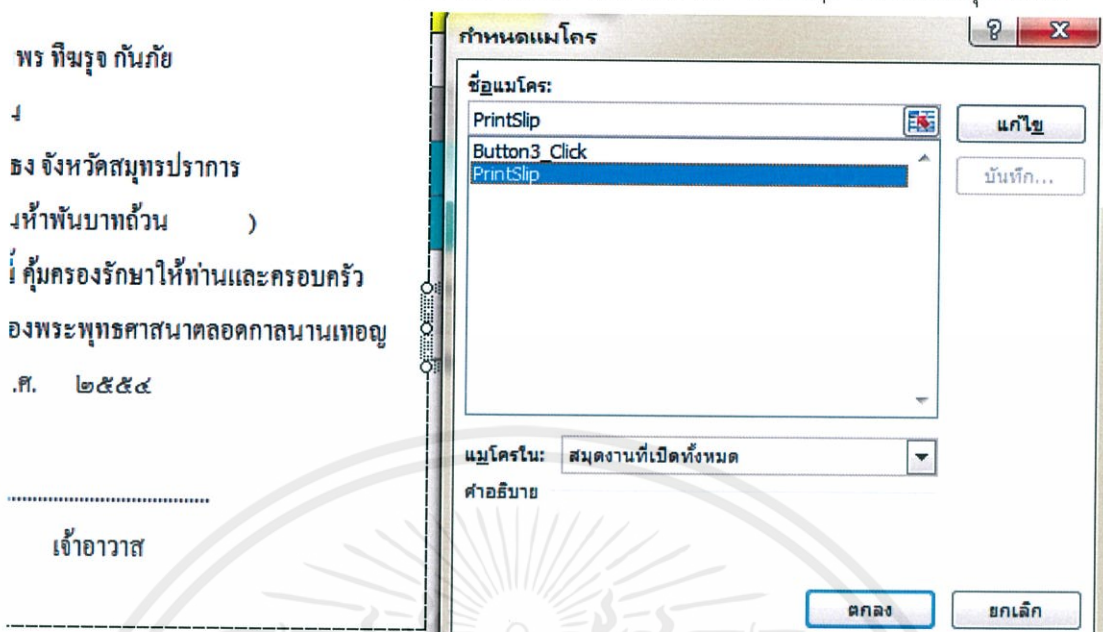 พร ทีฆรุจ กันภัย
ธง จังหวัดสมุทรปราการ
นห้าพันบาทถ้วน )
นี้ คุ้มครองรักษาให้ท่านและครอบครัว
องพระพุทธศาสนาตลอดกาลนานเทอญ
.ศ. ๒๕๕๔
เจ้าอาวาส
กำหนดแมโคร
ชื่อแมโคร:
PrintSlip
แก้ไข
Button3_Click
PrintSlip
บันทึก...
แมโครใน: สมุดงานที่เปิดทั้งหมด
คำอธิบาย
ตกลง
ยกเลิก